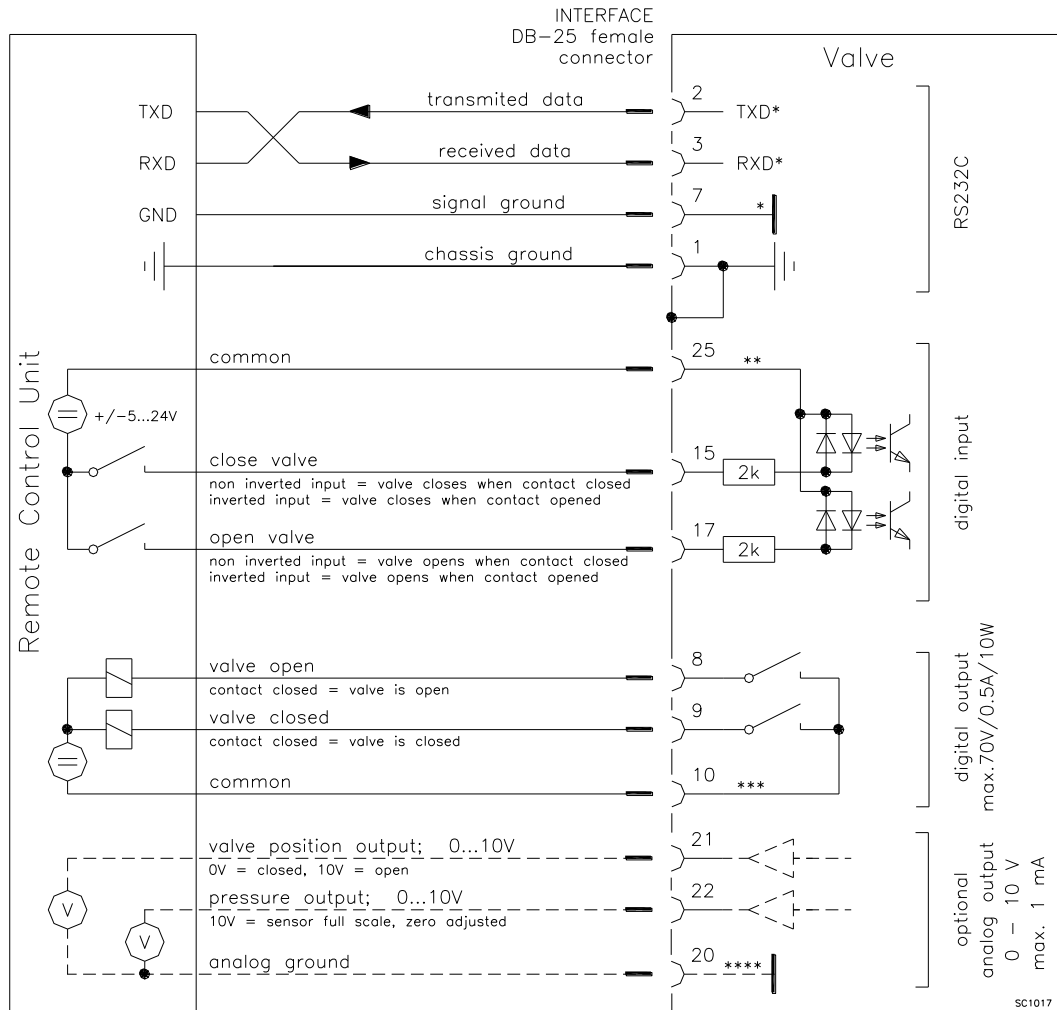 INTERFACE
DB-25 female
connector
Valve
Remote Control Unit
TXD
transmited data
2
TXD*
RXD
received data
3
RXD*
GND
signal ground
7
*
chassis ground
1
RS232C
common
25
**
+/-5...24V
close valve
15
2k
non inverted input = valve closes when contact closed
inverted input = valve closes when contact opened
open valve
17
2k
non inverted input = valve opens when contact closed
inverted input = valve opens when contact opened
digital input
valve open
8
contact closed = valve is open
valve closed
9
contact closed = valve is closed
common
10
***
digital output
max.70V/0.5A/10W
valve position output; 0...10V
21
0V = closed, 10V = open
V
pressure output; 0...10V
22
10V = sensor full scale, zero adjusted
V
analog ground
20
****
optional
analog output
0 - 10 V
max. 1 mA
SC1017